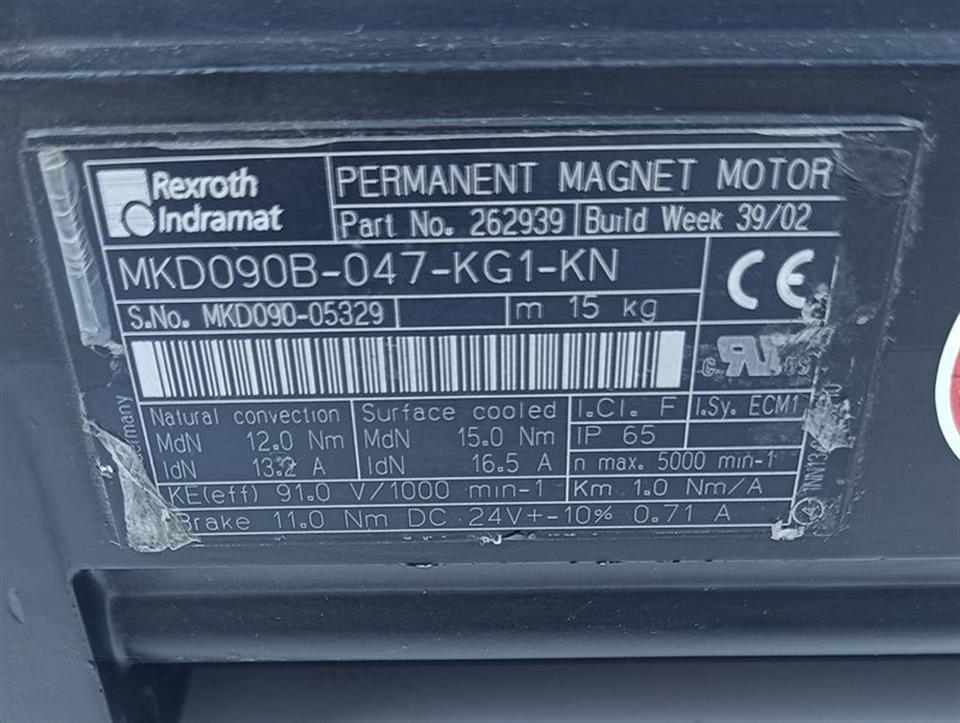 Rexroth
Indramat
PERMANENT MAGNET MOTOR
Part No. 262939 Build Week 39/02
MKD090B-047-KG1-KN
CE
S.No. MKD090-05329 m 15 kg
Natural convection
MdN 12.0 Nm
IdN 13.2 A
Surface cooled
MdN 15.0 Nm
IdN 16.5 A
I.Cl. F I.Sy. ECM1
IP 65
n max. 5000 min-1
KE(eff) 91.0 V/1000 min-1 Km 1.0 Nm/A
Brake 11.0 Nm DC 24V+-10% 0.71 A